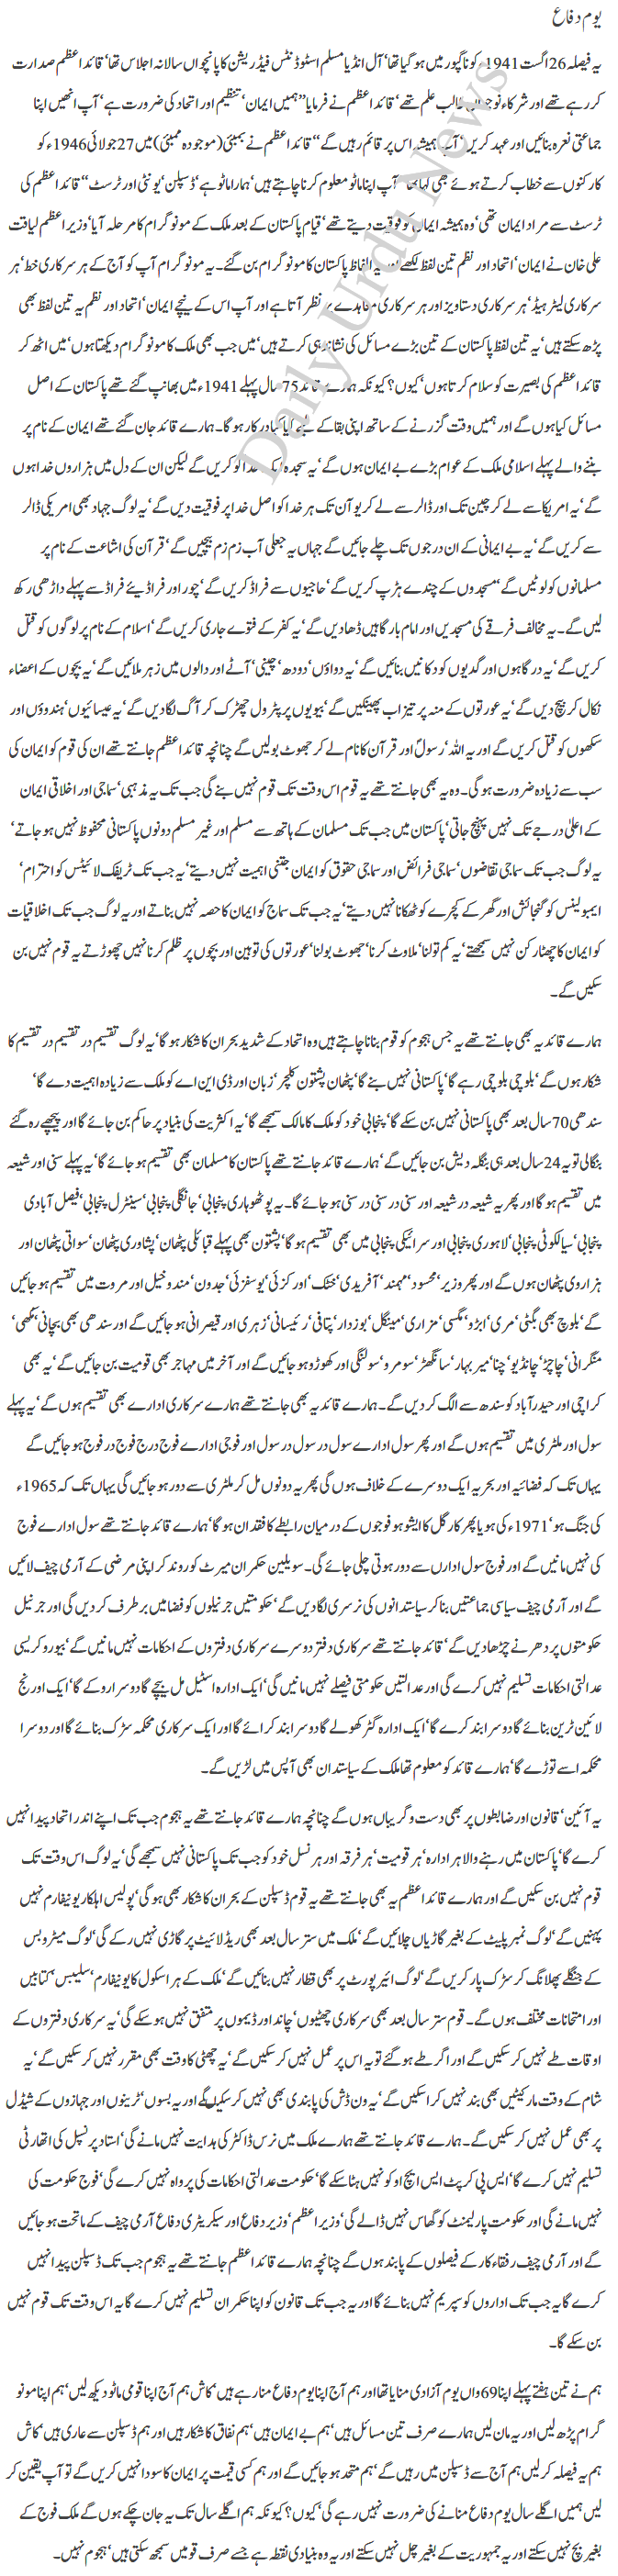 یوم دفاع
یہ فیصلہ 26 اگست 1941ء کو ناگپور میں ہو گیا تھا‘ آل انڈیا مسلم اسٹوڈنٹس فیڈریشن کا پانچواں سالانہ اجلاس تھا‘ قائداعظم صدارت
کر رہے تھے اور شرکاء نوجوان طالب علم تھے‘ قائداعظم نے فرمایا ’’ہمیں ایمان‘ تنظیم اور اتحاد کی ضرورت ہے‘ آپ انھیں اپنا
جماعتی نعرہ بنائیں اور عہد کریں‘ آپ ہمیشہ اس پر قائم رہیں گے‘‘ قائداعظم نے بمبئی (موجودہ ممبئی) میں 27 جولائی 1946ء کو
کارکنوں سے خطاب کرتے ہوئے بھی کہا تھا‘ آپ اپنا ماٹو معلوم کرنا چاہتے ہیں‘ ہمارا ماٹو ہے‘ ڈسپلن‘ یونٹی اور ٹرسٹ‘‘ قائداعظم کی
ٹرسٹ سے مراد ایمان تھی‘ وہ ہمیشہ ایمان کو فوقیت دیتے تھے‘ قیام پاکستان کے بعد ملک کے مونوگرام کا مرحلہ آیا‘ وزیراعظم لیاقت
علی خان نے ایمان‘ اتحاد اور نظم تین لفظ لکھے اور یہ الفاظ پاکستان کا مونوگرام بن گئے۔ یہ مونوگرام آپ کو آج کے ہر سرکاری خط‘ ہر
سرکاری لیٹر ہیڈ‘ ہر سرکاری دستاویز اور ہر سرکاری معاہدے پر نظر آتا ہے اور آپ اس کے نیچے ایمان‘ اتحاد اور نظم یہ تین لفظ بھی
پڑھ سکتے ہیں‘ یہ تین لفظ پاکستان کے تین بڑے مسائل کی نشاندہی کرتے ہیں‘ میں جب بھی ملک کا مونوگرام دیکھتا ہوں‘ میں اٹھ کر
قائداعظم کی بصیرت کو سلام کرتا ہوں‘ کیوں؟ کیونکہ ہمارے قائد 75 سال پہلے 1941ء میں بھانپ گئے تھے پاکستان کے اصل
مسائل کیا ہوں گے اور ہمیں وقت گزرنے کے ساتھ اپنی بقا کے لیے کیا کیا درکار ہو گا۔ ہمارے قائد جان گئے تھے ایمان کے نام پر
بننے والے پہلے اسلامی ملک کے عوام بڑے بے ایمان ہوں گے‘ یہ سجدہ ایک خدا کو کریں گے لیکن ان کے دل میں ہزاروں خدا ہوں
گے‘ یہ امریکا سے لے کر چین تک اور ڈالر سے لے کر یوآن تک ہر خدا کو اصل خدا پر فوقیت دیں گے‘ یہ لوگ جہاد بھی امریکی ڈالر
سے کریں گے‘ یہ بے ایمانی کے ان درجوں تک چلے جائیں گے جہاں یہ جعلی آب زم زم بیچیں گے‘ قرآن کی اشاعت کے نام پر
مسلمانوں کو لوٹیں گے‘ مسجدوں کے چندے ہڑپ کریں گے‘ حاجیوں سے فراڈ کریں گے‘ چور اور فراڈیئے فراڈ سے پہلے داڑھی رکھ
لیں گے۔ یہ مخالف فرقے کی مسجدیں اور امام بارگاہیں ڈھا دیں گے‘ یہ کفر کے فتوے جاری کریں گے‘ اسلام کے نام پر لوگوں کو قتل
کریں گے‘ یہ درگاہوں اور گدیوں کو دکانیں بنائیں گے‘ یہ دواؤں‘ دودھ‘ چینی‘ آٹے اور دالوں میں زہر ملائیں گے‘ یہ بچوں کے اعضاء
نکال کر بیچ دیں گے‘ یہ عورتوں کے منہ پر تیزاب پھینکیں گے‘ بیویوں پر پٹرول چھڑک کر آگ لگا دیں گے‘ یہ عیسائیوں‘ ہندوؤں اور
سکھوں کو قتل کریں گے اور یہ اللہ‘ رسولؐ اور قرآن کا نام لے کر جھوٹ بولیں گے چنانچہ قائداعظم جانتے تھے ان کی قوم کو ایمان کی
سب سے زیادہ ضرورت ہو گی۔ وہ یہ بھی جانتے تھے یہ قوم اس وقت تک قوم نہیں بنے گی جب تک یہ مذہبی‘ سماجی اور اخلاقی ایمان
کے اعلیٰ درجے تک نہیں پہنچ جاتی‘ پاکستان میں جب تک مسلمان کے ہاتھ سے مسلم اور غیر مسلم دونوں پاکستانی محفوظ نہیں ہو جاتے‘
یہ لوگ جب تک سماجی تقاضوں‘ سماجی فرائض اور سماجی حقوق کو ایمان جتنی اہمیت نہیں دیتے‘ یہ جب تک ٹریفک لائیٹس کو احترام‘
ایمبولینس کو گنجائش اور گھر کے کچرے کو ٹھکانا نہیں دیتے‘ یہ جب تک سماج کو ایمان کا حصہ نہیں بناتے اور یہ لوگ جب تک اخلاقیات
کو ایمان کا چھٹا رکن نہیں سمجھتے‘ یہ کم تولنا‘ ملاوٹ کرنا‘ جھوٹ بولنا‘ عورتوں کی توہین اور بچوں پر ظلم کرنا نہیں چھوڑتے یہ قوم نہیں بن
سکیں گے۔
ہمارے قائد یہ بھی جانتے تھے یہ جس ہجوم کو قوم بنانا چاہتے ہیں وہ اتحاد کے شدید بحران کا شکار ہو گا‘ یہ لوگ تقسیم در تقسیم در تقسیم کا
شکار ہوں گے‘ بلوچی بلوچی رہے گا‘ پاکستانی نہیں بنے گا‘ پٹھان پشتون کلچر‘ زبان اور ڈی این اے کو ملک سے زیادہ اہمیت دے گا‘
سندھی 70 سال بعد بھی پاکستانی نہیں بن سکے گا‘ پنجابی خود کو ملک کا مالک سمجھے گا‘ یہ اکثریت کی بنیاد پر حاکم بن جائے گا اور پیچھے رہ گئے
بنگالی تو یہ 24 سال بعد ہی بنگلہ دیش بن جائیں گے‘ ہمارے قائد جانتے تھے پاکستان کا مسلمان بھی تقسیم ہو جائے گا‘ یہ پہلے سنی اور شیعہ
میں تقسیم ہو گا اور پھر یہ شیعہ در شیعہ اور سنی در سنی در سنی ہو جائے گا۔ یہ پوٹھوہاری پنجابی‘ جانگلی پنجابی‘ سینٹرل پنجابی‘ فیصل آبادی
پنجابی‘ سیالکوٹی پنجابی‘ لاہوری پنجابی اور سرائیکی پنجابی میں بھی تقسیم ہو گا‘ پشتون بھی پہلے قبائلی پٹھان‘ پشاوری پٹھان‘ سواتی پٹھان اور
ہزاروی پٹھان ہوں گے اور پھر وزیر‘ محسود‘ مہمند‘ آفریدی‘ خٹک‘ اورکزئی‘ یوسفزئی‘ جدون‘ مندوخیل اور مروت میں تقسیم ہو جائیں
گے‘ بلوچ بھی بگٹی‘ مری‘ ابڑو‘ مگسی‘ مزاری‘ مینگل‘ بوزدار‘ پتافی‘ رئیسانی‘ زہری اور قیصرانی ہو جائیں گے اور سندھی بھی بچانی‘ مگھی‘
منگرانی‘ چاچڑ‘ چانڈیو‘ چنا‘ میر بہار‘ سانگھڑ‘ سومرو‘ سولنگی اور کھوڑو ہو جائیں گے اور آخر میں مہاجر بھی قومیت بن جائیں گے‘ یہ بھی
کراچی اور حیدر آباد کو سندھ سے الگ کر دیں گے۔ ہمارے قائد یہ بھی جانتے تھے ہمارے سرکاری ادارے بھی تقسیم ہوں گے‘ یہ پہلے
سول اور ملٹری میں تقسیم ہوں گے اور پھر سول ادارے سول در سول در سول اور فوجی ادارے فوج درج فوج در فوج ہو جائیں گے
یہاں تک کہ فضائیہ اور بحریہ ایک دوسرے کے خلاف ہوں گی پھر یہ دونوں مل کر ملٹری سے دور ہو جائیں گی یہاں تک کہ 1965ء
کی جنگ ہو‘ 1971ء کی ہو یا پھر کارگل کا ایشو ہو فوجوں کے درمیان رابطے کا فقدان ہو گا‘ ہمارے قائد جانتے تھے سول ادارے فوج
کی نہیں مانیں گے اور فوج سول اداروں سے دور ہوتی چلی جائے گی۔ سویلین حکمران میرٹ کو روند کر اپنی مرضی کے آرمی چیف لائیں
گے اور آرمی چیف سیاسی جماعتیں بنا کر سیاستدانوں کی نرسری لگا دیں گے‘ حکومتیں جرنیلوں کو فضا میں برطرف کر دیں گی اور جرنیل
حکومتوں پر دھرنے چڑھا دیں گے‘ قائد جانتے تھے سرکاری دفتر دوسرے سرکاری دفتروں کے احکامات نہیں مانیں گے‘ بیورو کریسی
عدالتی احکامات تسلیم نہیں کرے گی اور عدالتیں حکومتی فیصلے نہیں مانیں گی‘ ایک ادارہ اسٹیل مل بیچے گا دوسرا روکے گا‘ ایک اورنج
لائین ٹرین بنائے گا دوسرا بند کرے گا‘ ایک ادارہ گٹر کھولے گا دوسرا بند کرائے گا اور ایک سرکاری محکمہ سڑک بنائے گا اور دوسرا
محکمہ اسے توڑے گا‘ ہمارے قائد کو معلوم تھا ملک کے سیاستدان بھی آپس میں لڑیں گے۔
یہ آئین‘ قانون اور ضابطوں پر بھی دست و گریباں ہوں گے چنانچہ ہمارے قائد جانتے تھے یہ ہجوم جب تک اپنے اندر اتحاد پیدا نہیں
کرے گا‘ پاکستان میں رہنے والا ہر ادارہ‘ ہر قومیت‘ ہر فرقہ اور ہر نسل خود کو جب تک پاکستانی نہیں سمجھے گی‘ یہ لوگ اس وقت تک
قوم نہیں بن سکیں گے اور ہمارے قائداعظم یہ بھی جانتے تھے یہ قوم ڈسپلن کے بحران کا شکار بھی ہو گی‘ پولیس اہلکار یونیفارم نہیں
پہنیں گے‘ لوگ نمبر پلیٹ کے بغیر گاڑیاں چلائیں گے‘ ملک میں ستر سال بعد بھی ریڈ لائیٹ پر گاڑی نہیں رکے گی‘ لوگ میٹرو بس
کے جنگلے پھلانگ کر سڑک پار کریں گے‘ لوگ ائیرپورٹ پر بھی قطار نہیں بنائیں گے‘ ملک کے ہر اسکول کا یونیفارم‘ سلیبس‘ کتابیں
اور امتحانات مختلف ہوں گے۔ قوم ستر سال بعد بھی سرکاری چھٹیوں‘ چاند اور ڈیموں پر متفق نہیں ہو سکے گی‘ یہ سرکاری دفتروں کے
اوقات طے نہیں کر سکیں گے اور اگر طے ہو گئے تو یہ اس پر عمل نہیں کر سکیں گے‘ یہ چھٹی کا وقت بھی مقرر نہیں کر سکیں گے‘ یہ
شام کے وقت مارکیٹیں بھی بند نہیں کرا سکیں گے‘ یہ ون ڈش کی پابندی بھی نہیں کر سکیں گے اور یہ بسوں‘ ٹرینوں اور جہازوں کے شیڈل
پر بھی عمل نہیں کر سکیں گے۔ ہمارے قائد جانتے تھے ہمارے ملک میں نرس ڈاکٹر کی ہدایت نہیں مانے گی‘ استاد پرنسپل کی اتھارٹی
تسلیم نہیں کرے گا‘ ایس پی کرپٹ ایس ایچ او کو نہیں ہٹا سکے گا‘ حکومت عدالتی احکامات کی پرواہ نہیں کرے گی‘ فوج حکومت کی
نہیں مانے گی اور حکومت پارلیمنٹ کو گھاس نہیں ڈالے گی‘ وزیراعظم‘ وزیر دفاع اور سیکریٹری دفاع آرمی چیف کے ماتحت ہو جائیں
گے اور آرمی چیف رفقاء کار کے فیصلوں کے پابند ہوں گے چنانچہ ہمارے قائداعظم جانتے تھے یہ ہجوم جب تک ڈسپلن پیدا نہیں
کرے گا یہ جب تک اداروں کو سپریم نہیں بنائے گا اور یہ جب تک قانون کو اپنا حکمران تسلیم نہیں کرے گا یہ اس وقت تک قوم نہیں
بن سکے گا۔
ہم نے تین ہفتے پہلے اپنا 69 واں یوم آزادی منایا تھا اور ہم آج اپنا یوم دفاع منا رہے ہیں‘ کاش ہم آج اپنا قومی ماٹو دیکھ لیں‘ ہم اپنا مونو
گرام پڑھ لیں اور یہ مان لیں ہمارے صرف تین مسائل ہیں‘ ہم بے ایمان ہیں‘ ہم نفاق کا شکار ہیں اور ہم ڈسپلن سے عاری ہیں‘ کاش
ہم یہ فیصلہ کر لیں ہم آج سے ڈسپلن میں رہیں گے‘ ہم متحد ہو جائیں گے اور ہم کسی قیمت پر ایمان کا سودا نہیں کریں گے تو آپ یقین کر
لیں ہمیں اگلے سال یوم دفاع منانے کی ضرورت نہیں رہے گی‘ کیوں؟ کیونکہ ہم اگلے سال تک یہ جان چکے ہوں گے ملک فوج کے
بغیر بچ نہیں سکتے اور یہ جمہوریت کے بغیر چل نہیں سکتے اور یہ وہ بنیادی نقطہ ہے جسے صرف قومیں سمجھ سکتی ہیں‘ ہجوم نہیں۔
Daily Urdu News